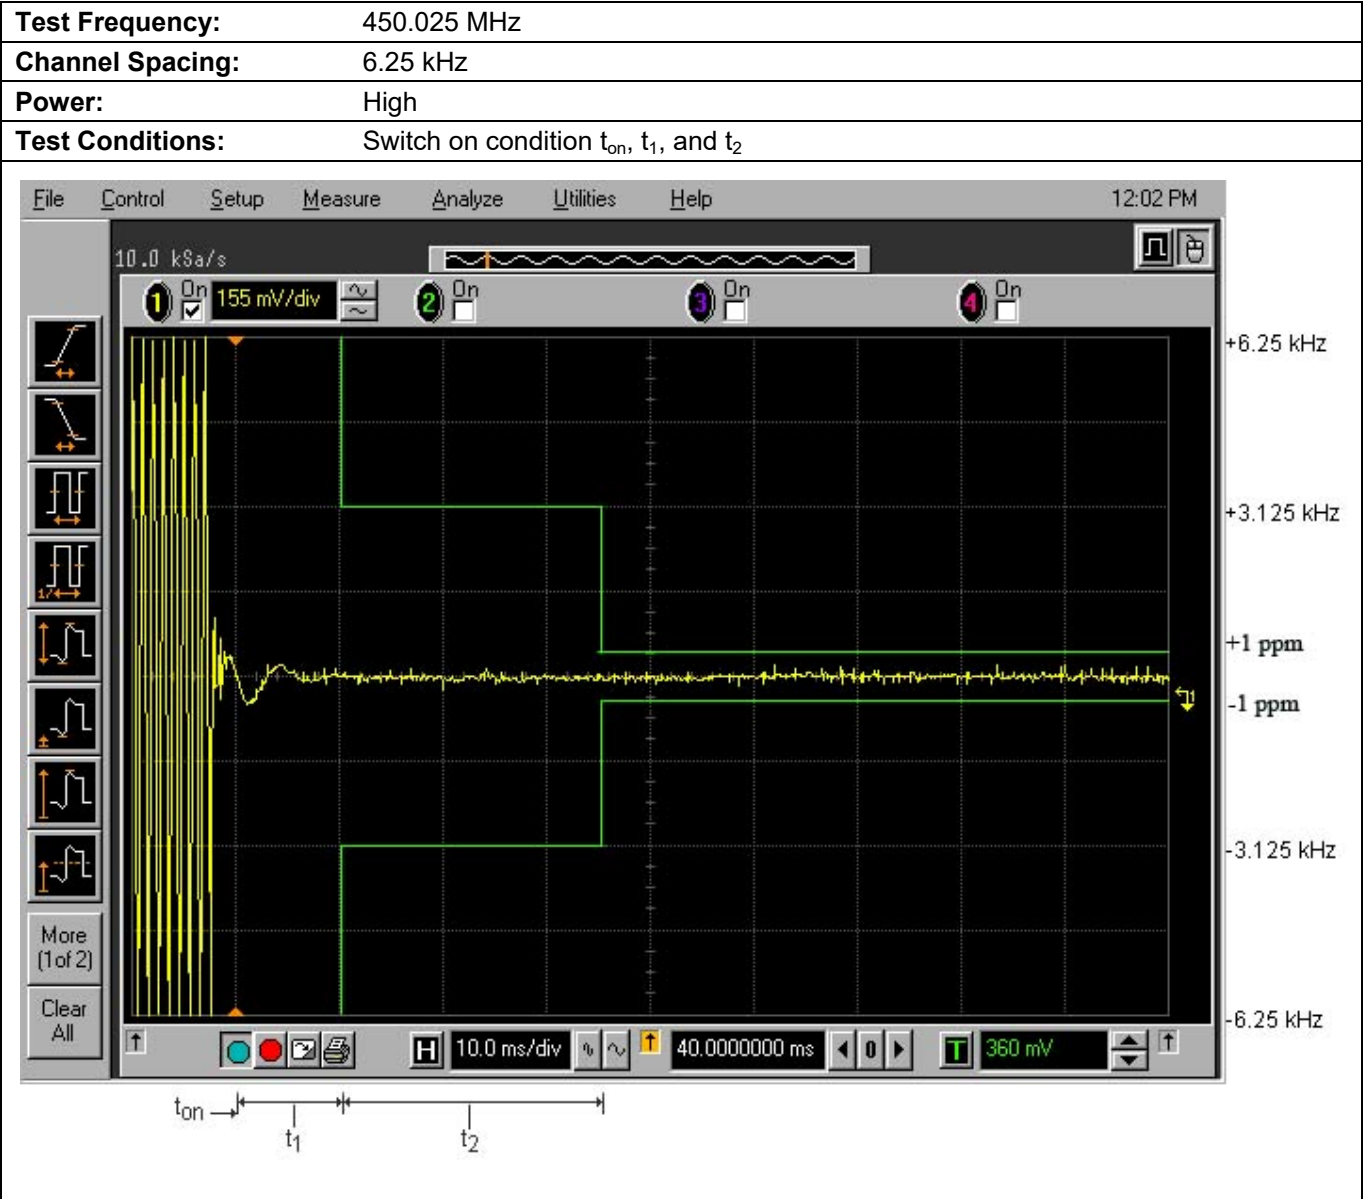 Test Frequency: 450.025 MHz
Channel Spacing: 6.25 kHz
Power: High
Test Conditions: Switch on condition ton, t1, and t2
File Control Setup Measure Analyze Utilities Help 12:02 PM
10.0 kSa/s
1 On 155 mV/div 2 On 3 On 4 On
+6.25 kHz
+3.125 kHz
1/
+1 ppm
-1 ppm
-3.125 kHz
More
(1of 2)
Clear
All
-6.25 kHz
H 10.0 ms/div 40.0000000 ms 0 T 360 mV
ton
t1 t2